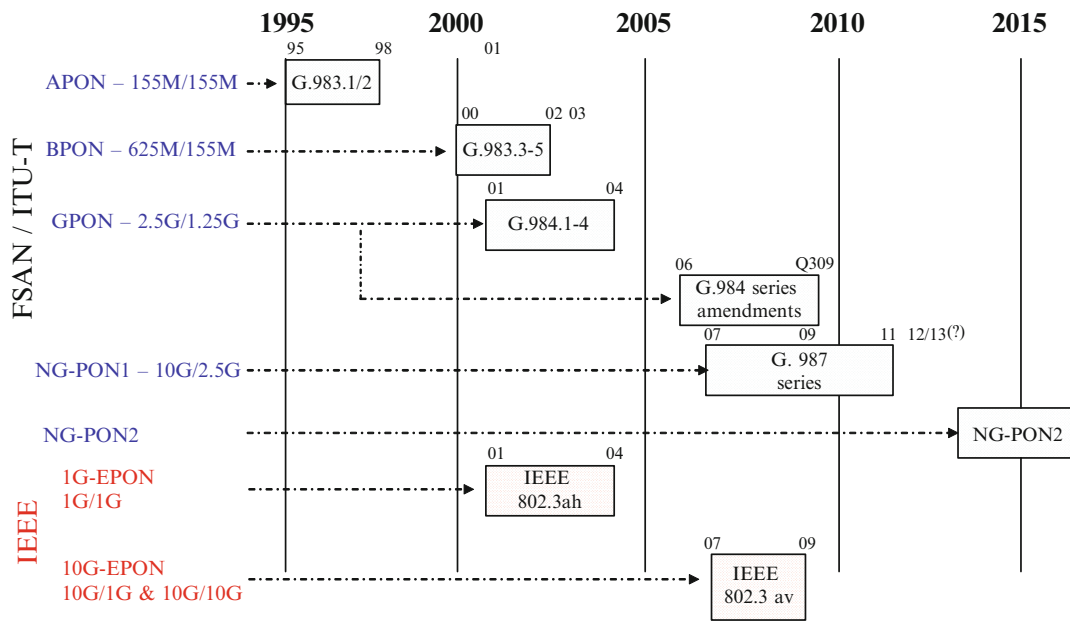 1995 2000 2005 2010 2015
95 98 01
APON – 155M/155M G.983.1/2
00 02 03
BPON – 625M/155M G.983.3-5
01 04
GPON – 2.5G/1.25G G.984.1-4
06 Q309
G.984 series
amendments
07 09 11 12/13(?)
NG-PON1 – 10G/2.5G G. 987
series
NG-PON2 NG-PON2
FSAN / ITU-T
01 04
1G-EPON IEEE
1G/1G 802.3ah
07 09
10G-EPON IEEE
10G/1G & 10G/10G 802.3 av
IEEE